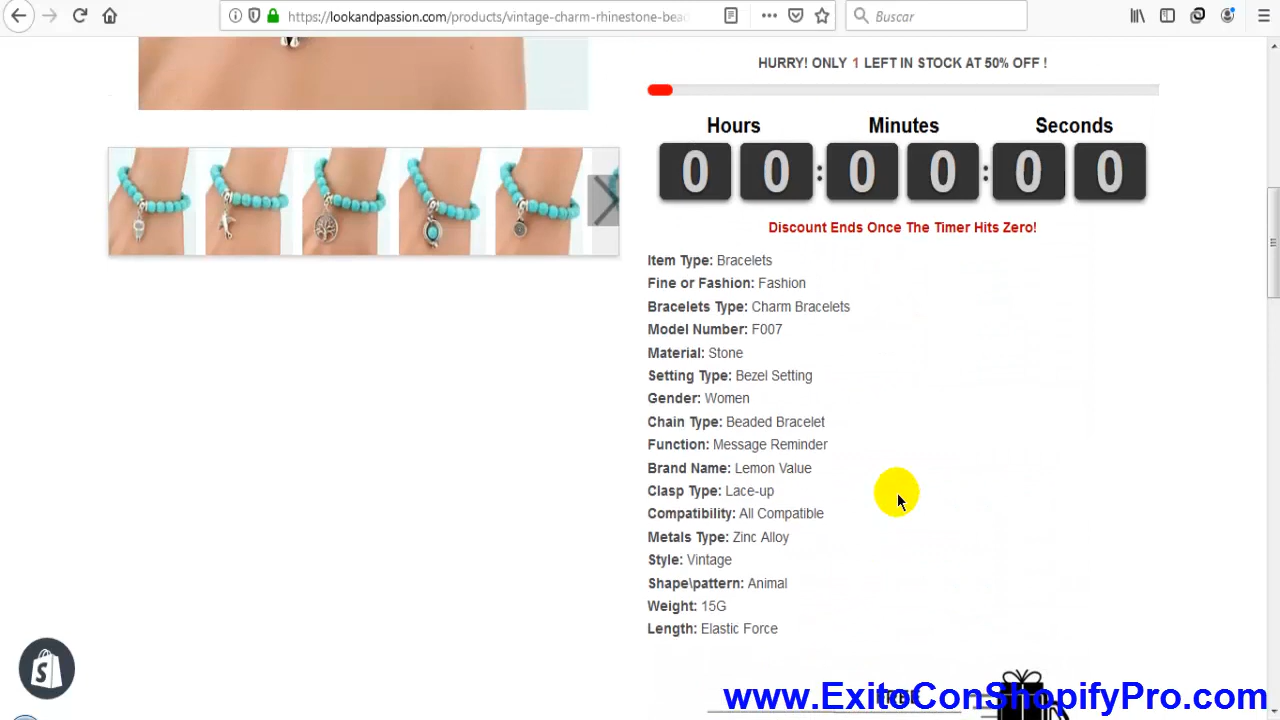 https://lookandpassion.com/products/vintage-charm-rhinestone-bead
Buscar
HURRY! ONLY 1 LEFT IN STOCK AT 50% OFF !
Hours Minutes Seconds
0 0 : 0 0 : 0 0
Discount Ends Once The Timer Hits Zero!
Item Type: Bracelets
Fine or Fashion: Fashion
Bracelets Type: Charm Bracelets
Model Number: F007
Material: Stone
Setting Type: Bezel Setting
Gender: Women
Chain Type: Beaded Bracelet
Function: Message Reminder
Brand Name: Lemon Value
Clasp Type: Lace-up
Compatibility: All Compatible
Metals Type: Zinc Alloy
Style: Vintage
Shape\pattern: Animal
Weight: 15G
Length: Elastic Force
FREE
www.ExitoConShopifyPro.com